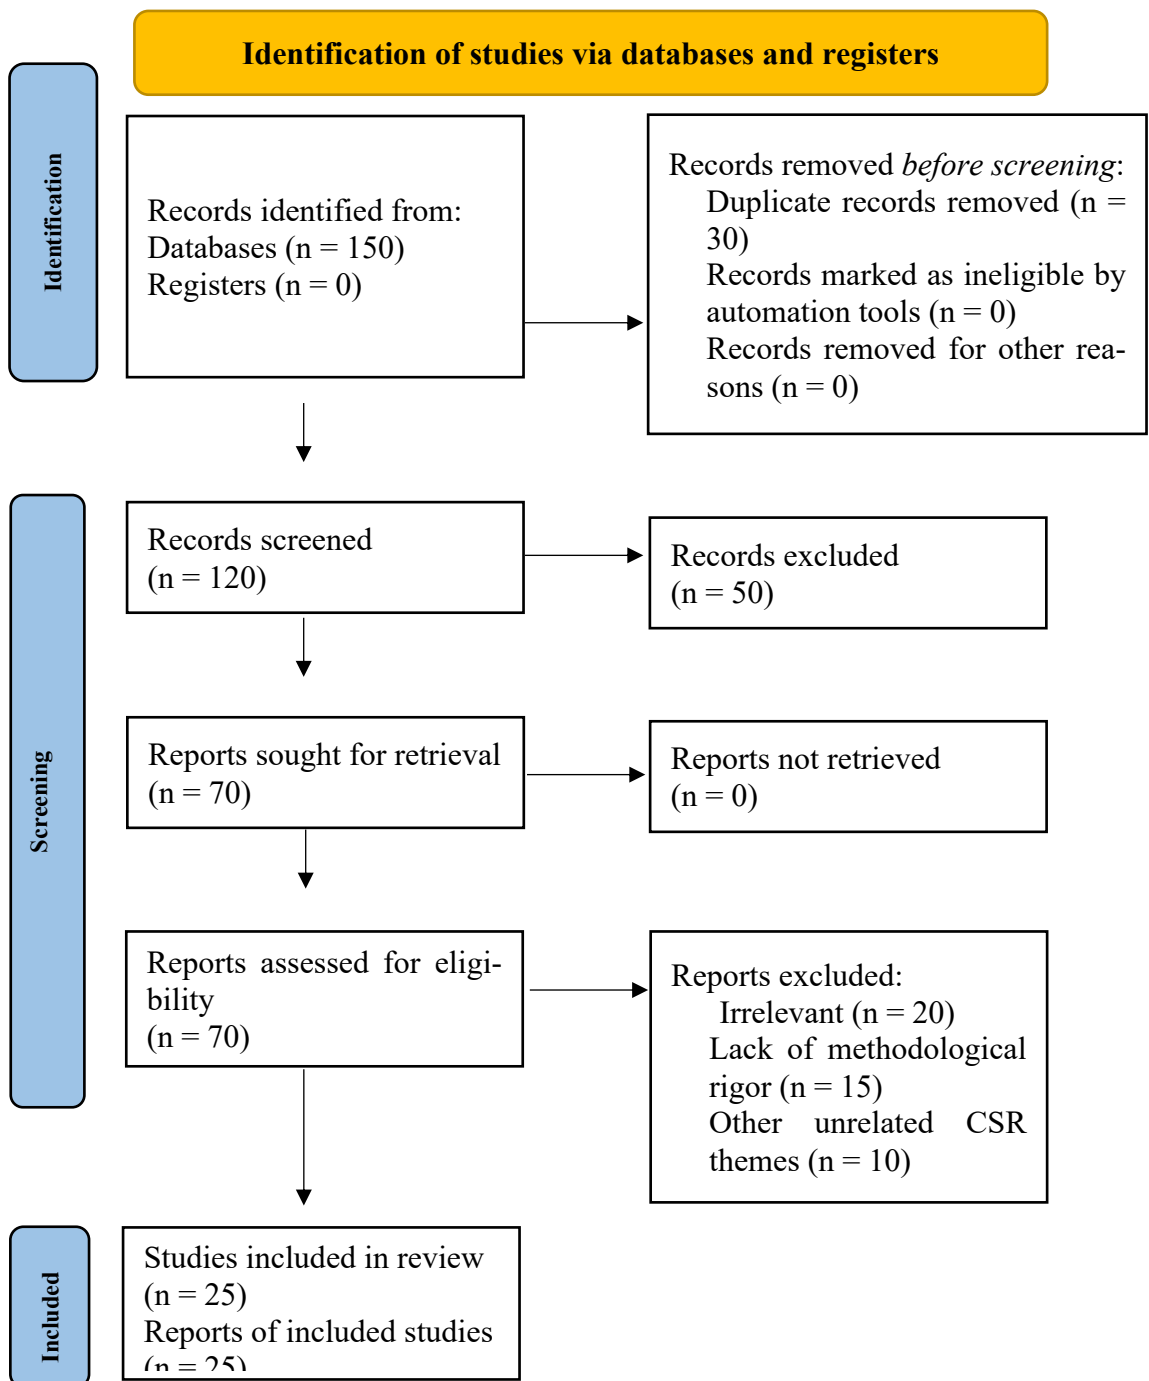 Identification of studies via databases and registers
Identification
Records identified from:
Databases (n = 150)
Registers (n = 0)
Records removed before screening:
Duplicate records removed (n =
30)
Records marked as ineligible by
automation tools (n = 0)
Records removed for other rea-
sons (n = 0)
Screening
Records screened
(n = 120)
Records excluded
(n = 50)
Reports sought for retrieval
(n = 70)
Reports not retrieved
(n = 0)
Reports assessed for eligi-
bility
(n = 70)
Reports excluded:
Irrelevant (n = 20)
Lack of methodological
rigor (n = 15)
Other unrelated CSR
themes (n = 10)
Included
Studies included in review
(n = 25)
Reports of included studies
(n = 25)